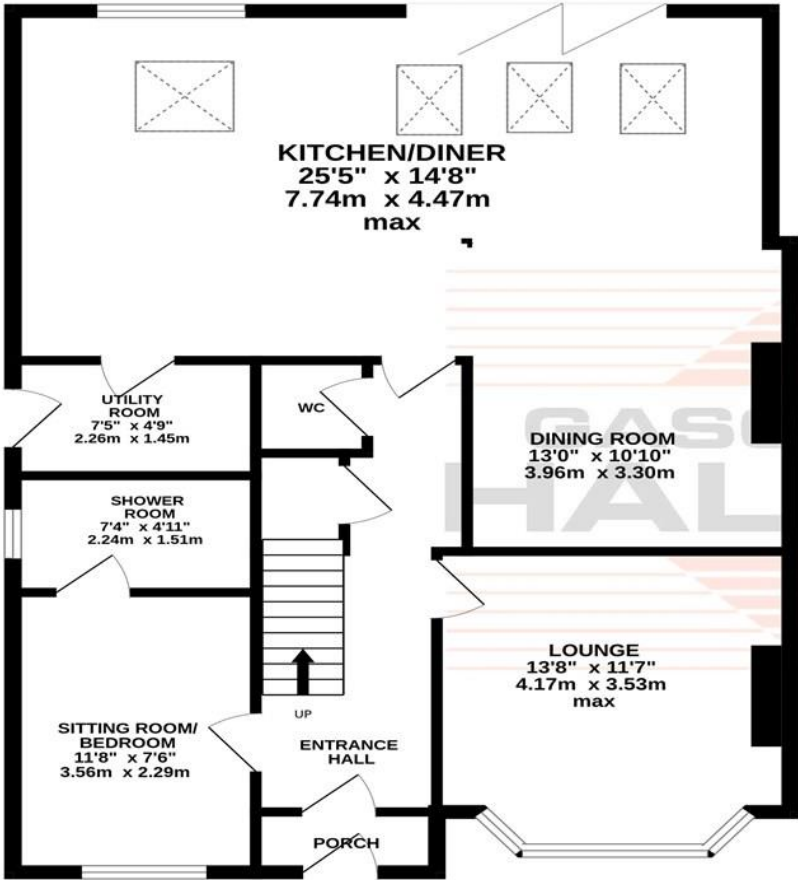 KITCHEN/DINER
25'5" x 14'8"
7.74m x 4.47m
max
UTILITY
ROOM
7'5" x 4'9"
2.26m x 1.45m
WC
DINING ROOM
13'0" x 10'10"
3.96m x 3.30m
GASC
HAL
SHOWER
ROOM
7'4" x 4'11"
2.24m x 1.51m
LOUNGE
13'8" x 11'7"
4.17m x 3.53m
max
UP
SITTING ROOM/
BEDROOM
11'8" x 7'6"
3.56m x 2.29m
ENTRANCE
HALL
PORCH